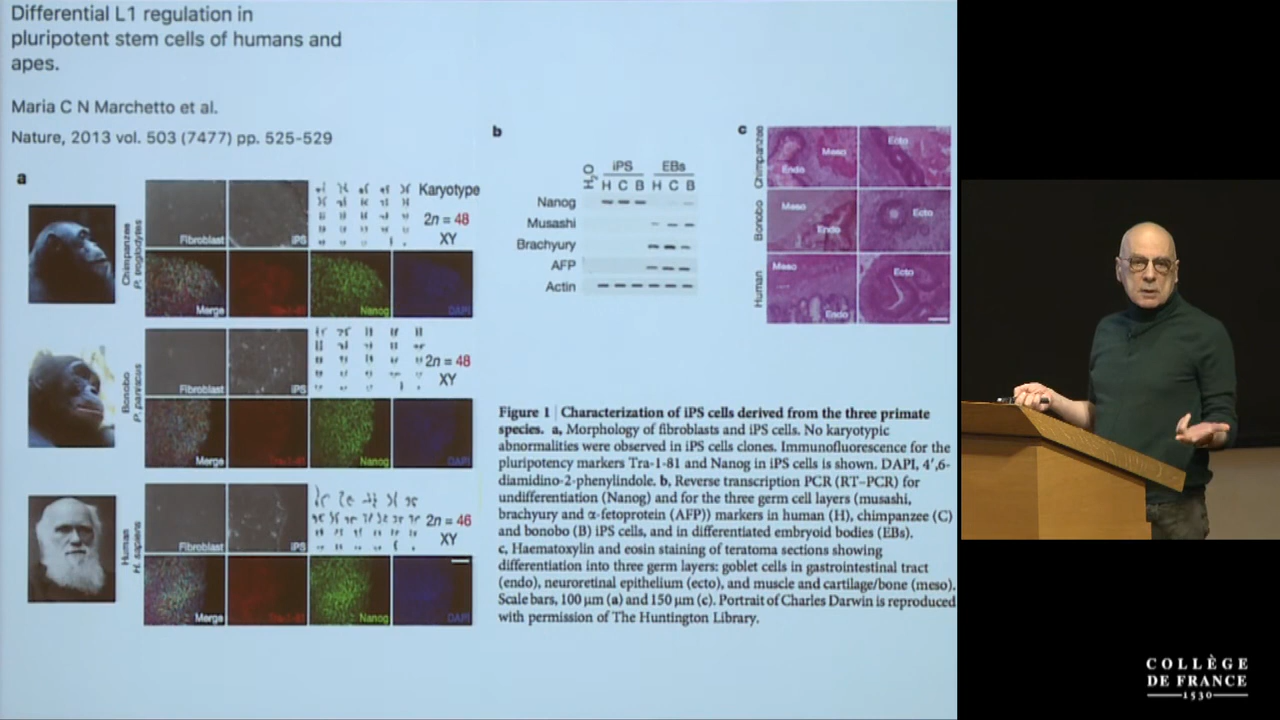 Differential L1 regulation in
pluripotent stem cells of humans and
apes.
Maria C N Marchetto et al.
Nature, 2013 vol. 503 (7477) pp. 525-529
a
Chimpanzee
P. troglodytes
Fibroblast
iPS
Karyotype
2n = 48
XY
Merge
Tra-1-81
Nanog
DAPI
Bonobo
P. paniscus
Fibroblast
iPS
2n = 48
XY
Merge
Tra-1-81
Nanog
DAPI
Human
H. sapiens
Fibroblast
iPS
2n = 46
XY
Merge
Tra-1-81
Nanog
DAPI
b
iPS EBs
H2O H C B H C B
Nanog
Musashi
Brachyury
AFP
Actin
c
Chimpanzee
Meso
Endo
Ecto
Bonobo
Meso
Endo
Ecto
Human
Meso
Endo
Ecto
Figure 1 | Characterization of iPS cells derived from the three primate
species. a, Morphology of fibroblasts and iPS cells. No karyotypic
abnormalities were observed in iPS cells clones. Immunofluorescence for the
pluripotency markers Tra-1-81 and Nanog in iPS cells is shown. DAPI, 4′,6-
diamidino-2-phenylindole. b, Reverse transcription PCR (RT–PCR) for
undifferentiation (Nanog) and for the three germ cell layers (musashi,
brachyury and α-fetoprotein (AFP)) markers in human (H), chimpanzee (C)
and bonobo (B) iPS cells, and in differentiated embryoid bodies (EBs).
c, Haematoxylin and eosin staining of teratoma sections showing
differentiation into three germ layers: goblet cells in gastrointestinal tract
(endo), neuroretinal epithelium (ecto), and muscle and cartilage/bone (meso).
Scale bars, 100 μm (a) and 150 μm (c). Portrait of Charles Darwin is reproduced
with permission of The Huntington Library.
COLLÈGE
DE FRANCE
1530